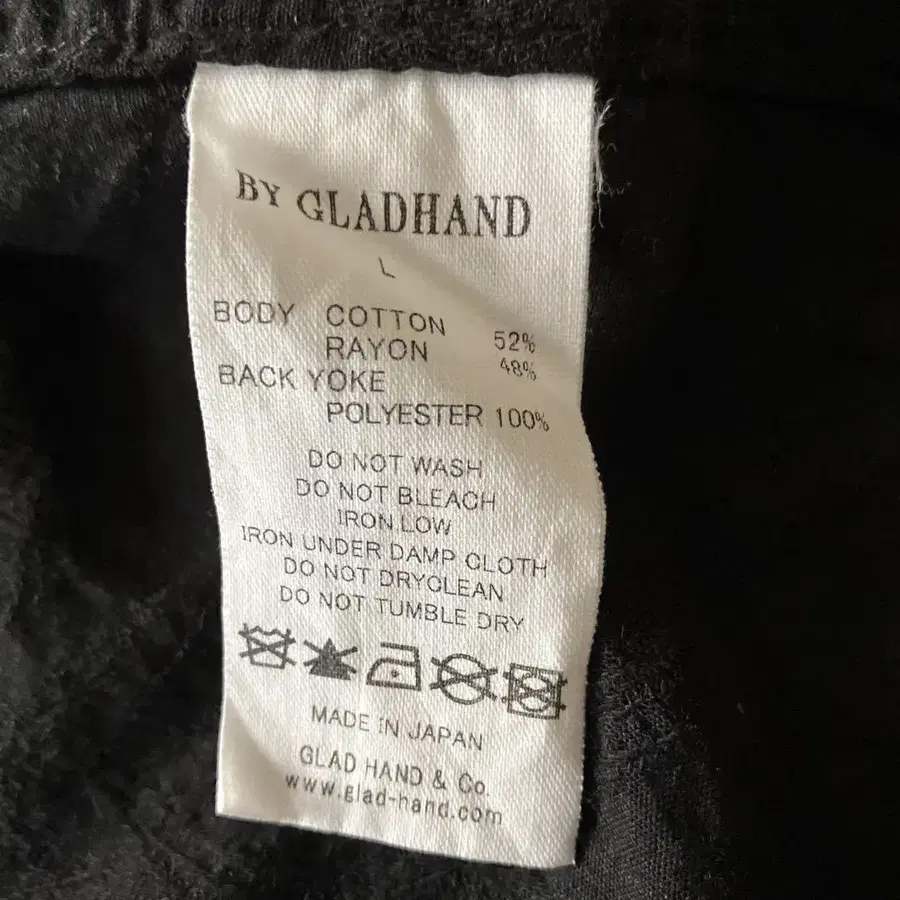 BY GLADHAND
L
BODY COTTON 52%
RAYON 48%
BACK YOKE
POLYESTER 100%
DO NOT WASH
DO NOT BLEACH
IRON LOW
IRON UNDER DAMP CLOTH
DO NOT DRYCLEAN
DO NOT TUMBLE DRY
MADE IN JAPAN
GLAD HAND & Co.
www.glad-hand.com